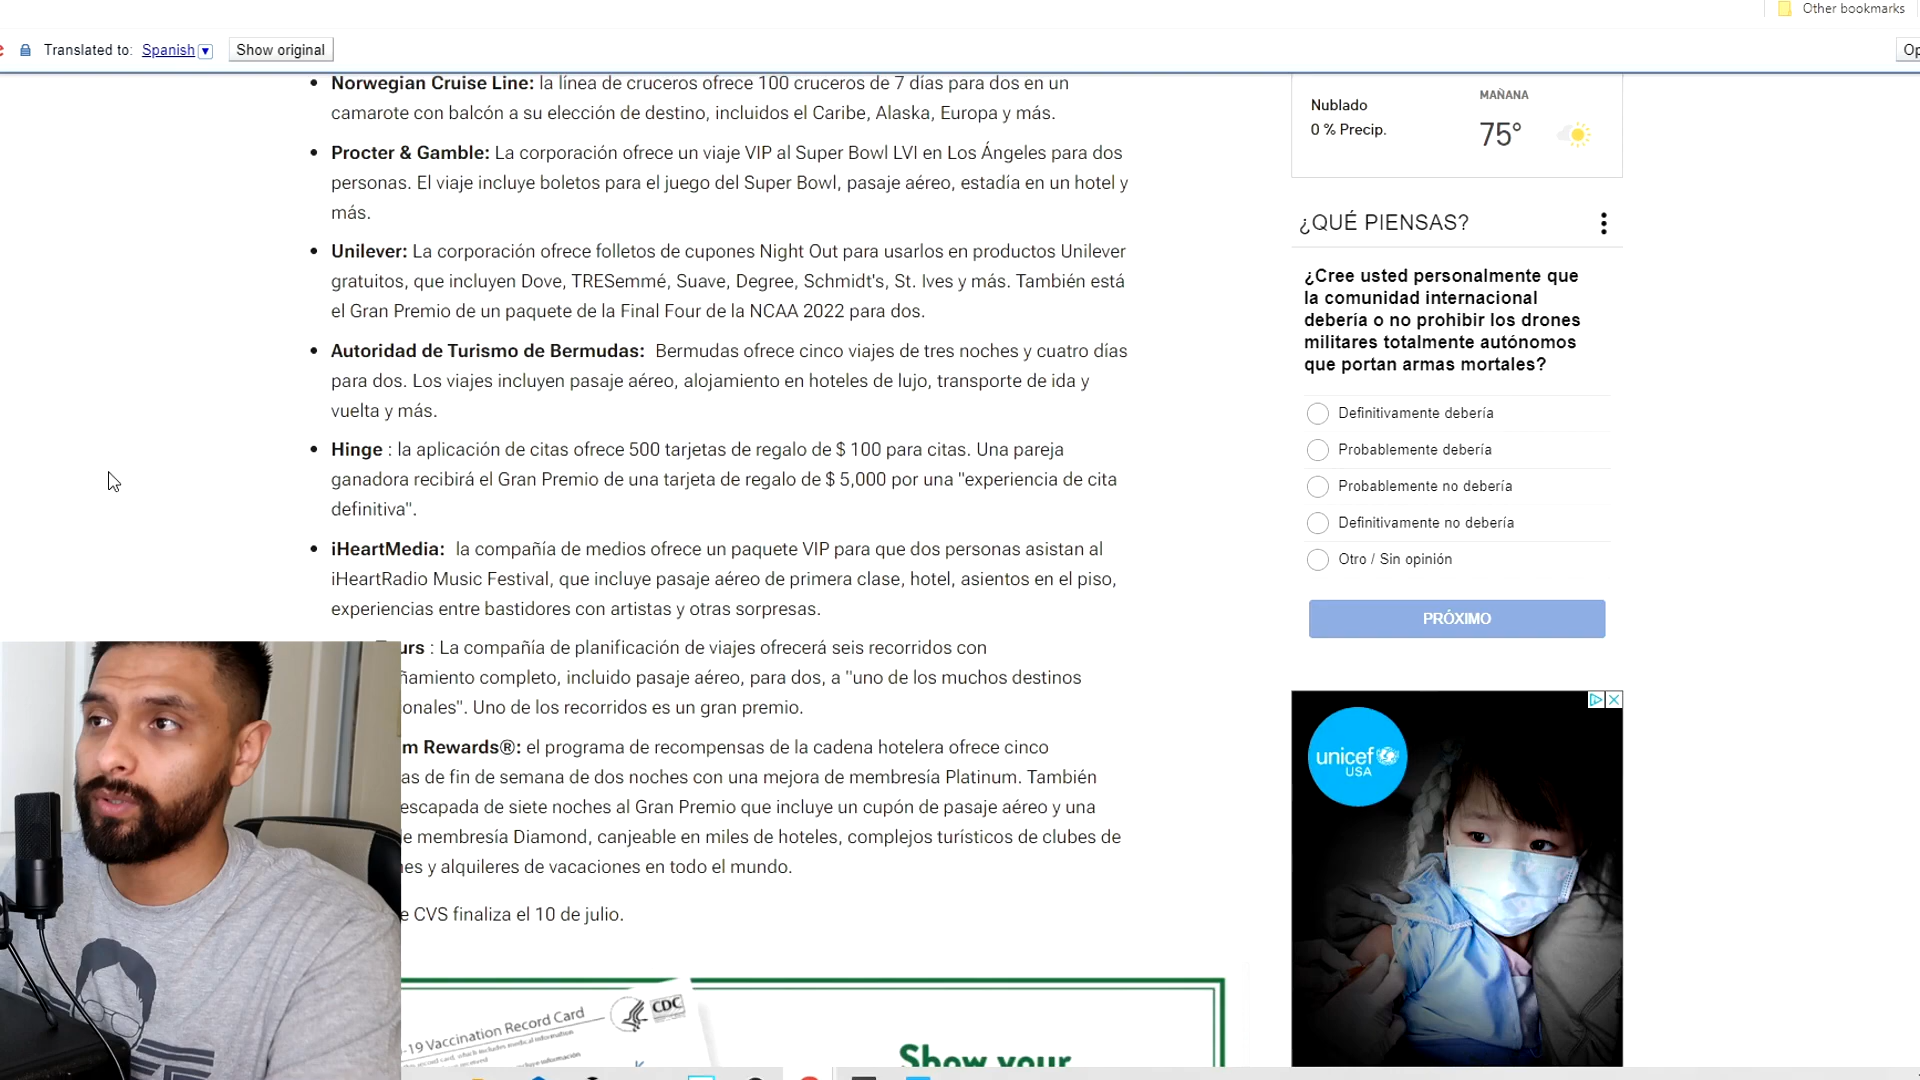 Other bookmarks
Translated to: Spanish
Show original
Norwegian Cruise Line: la línea de cruceros ofrece 100 cruceros de 7 días para dos en un
camarote con balcón a su elección de destino, incluidos el Caribe, Alaska, Europa y más.
Procter & Gamble: La corporación ofrece un viaje VIP al Super Bowl LVI en Los Ángeles para dos
personas. El viaje incluye boletos para el juego del Super Bowl, pasaje aéreo, estadía en un hotel y
más.
Unilever: La corporación ofrece folletos de cupones Night Out para usarlos en productos Unilever
gratuitos, que incluyen Dove, TRESemmé, Suave, Degree, Schmidt's, St. Ives y más. También está
el Gran Premio de un paquete de la Final Four de la NCAA 2022 para dos.
Autoridad de Turismo de Bermudas: Bermudas ofrece cinco viajes de tres noches y cuatro días
para dos. Los viajes incluyen pasaje aéreo, alojamiento en hoteles de lujo, transporte de ida y
vuelta y más.
Hinge : la aplicación de citas ofrece 500 tarjetas de regalo de $ 100 para citas. Una pareja
ganadora recibirá el Gran Premio de una tarjeta de regalo de $ 5,000 por una "experiencia de cita
definitiva".
iHeartMedia: la compañía de medios ofrece un paquete VIP para que dos personas asistan al
iHeartRadio Music Festival, que incluye pasaje aéreo de primera clase, hotel, asientos en el piso,
experiencias entre bastidores con artistas y otras sorpresas.
urs : La compañía de planificación de viajes ofrecerá seis recorridos con
ñamiento completo, incluido pasaje aéreo, para dos, a "uno de los muchos destinos
onales". Uno de los recorridos es un gran premio.
m Rewards®: el programa de recompensas de la cadena hotelera ofrece cinco
as de fin de semana de dos noches con una mejora de membresía Platinum. También
escapada de siete noches al Gran Premio que incluye un cupón de pasaje aéreo y una
e membresía Diamond, canjeable en miles de hoteles, complejos turísticos de clubes de
es y alquileres de vacaciones en todo el mundo.
e CVS finaliza el 10 de julio.
-19 Vaccination Record Card
CDC
Show your
Nublado
0 % Precip.
MAÑANA
75°
¿QUÉ PIENSAS?
¿Cree usted personalmente que
la comunidad internacional
debería o no prohibir los drones
militares totalmente autónomos
que portan armas mortales?
Definitivamente debería
Probablemente debería
Probablemente no debería
Definitivamente no debería
Otro / Sin opinión
PRÓXIMO
unicef
USA